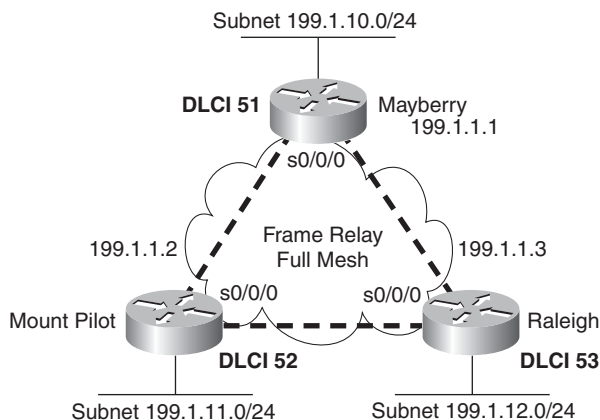 Subnet 199.1.10.0/24
DLCI 51
Mayberry
199.1.1.1
s0/0/0
199.1.1.2
Frame Relay
Full Mesh
199.1.1.3
s0/0/0
s0/0/0
Mount Pilot
Raleigh
DLCI 52
DLCI 53
Subnet 199.1.11.0/24
Subnet 199.1.12.0/24